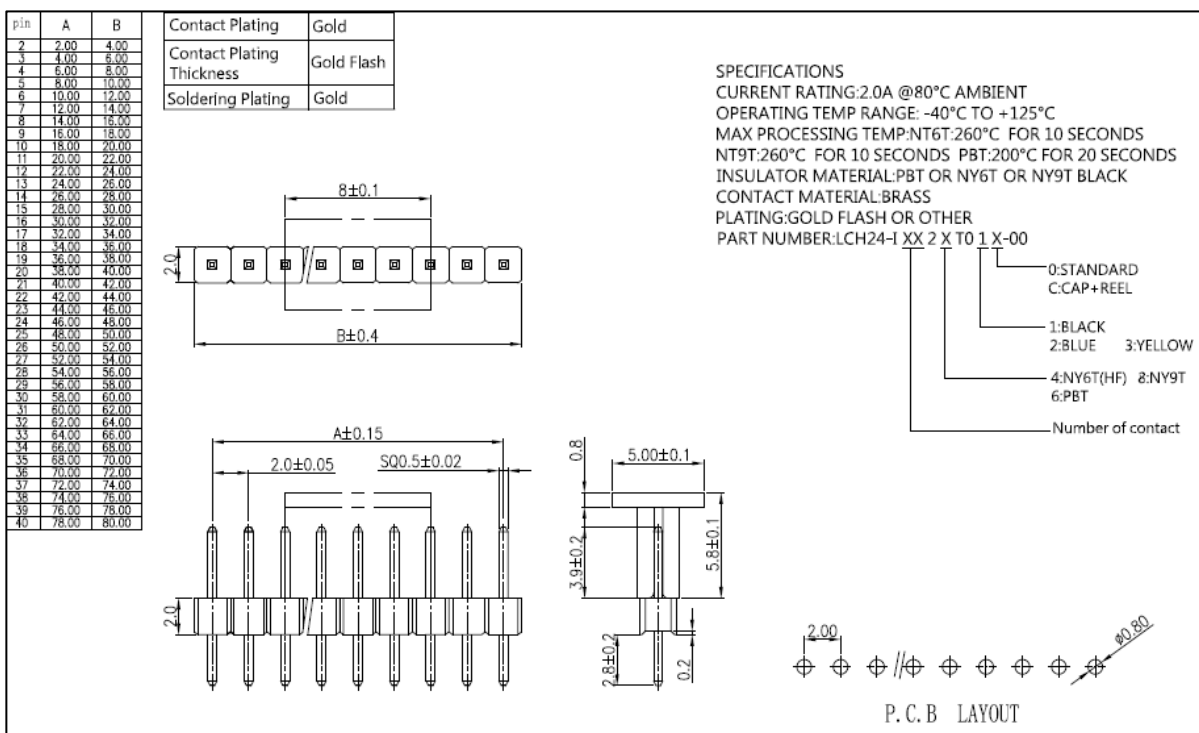 pin A B
2 2.00 4.00
3 4.00 6.00
4 6.00 8.00
5 8.00 10.00
6 10.00 12.00
7 12.00 14.00
8 14.00 16.00
9 16.00 18.00
10 18.00 20.00
11 20.00 22.00
12 22.00 24.00
13 24.00 26.00
14 26.00 28.00
15 28.00 30.00
16 30.00 32.00
17 32.00 34.00
18 34.00 36.00
19 36.00 38.00
20 38.00 40.00
21 40.00 42.00
22 42.00 44.00
23 44.00 46.00
24 46.00 48.00
25 48.00 50.00
26 50.00 52.00
27 52.00 54.00
28 54.00 56.00
29 56.00 58.00
30 58.00 60.00
31 60.00 62.00
32 62.00 64.00
33 64.00 66.00
34 66.00 68.00
35 68.00 70.00
36 70.00 72.00
37 72.00 74.00
38 74.00 76.00
39 76.00 78.00
40 78.00 80.00
Contact Plating Gold
Contact Plating Thickness Gold Flash
Soldering Plating Gold
SPECIFICATIONS
CURRENT RATING:2.0A @80°C AMBIENT
OPERATING TEMP RANGE: -40°C TO +125°C
MAX PROCESSING TEMP:NT6T:260°C FOR 10 SECONDS
NT9T:260°C FOR 10 SECONDS PBT:200°C FOR 20 SECONDS
INSULATOR MATERIAL:PBT OR NY6T OR NY9T BLACK
CONTACT MATERIAL:BRASS
PLATING:GOLD FLASH OR OTHER
PART NUMBER:LCH24-I XX 2 X T0 1 X-00
0:STANDARD
C:CAP+REEL
1:BLACK
2:BLUE 3:YELLOW
4:NY6T(HF) 8:NY9T
6:PBT
Number of contact
8±0.1
2.0
B±0.4
A±0.15
2.0±0.05
SQ0.5±0.02
2.0
0.8
5.00±0.1
3.9±0.2
5.8±0.1
2.8±0.2
0.2
2.00
ø0.80
P.C.B LAYOUT